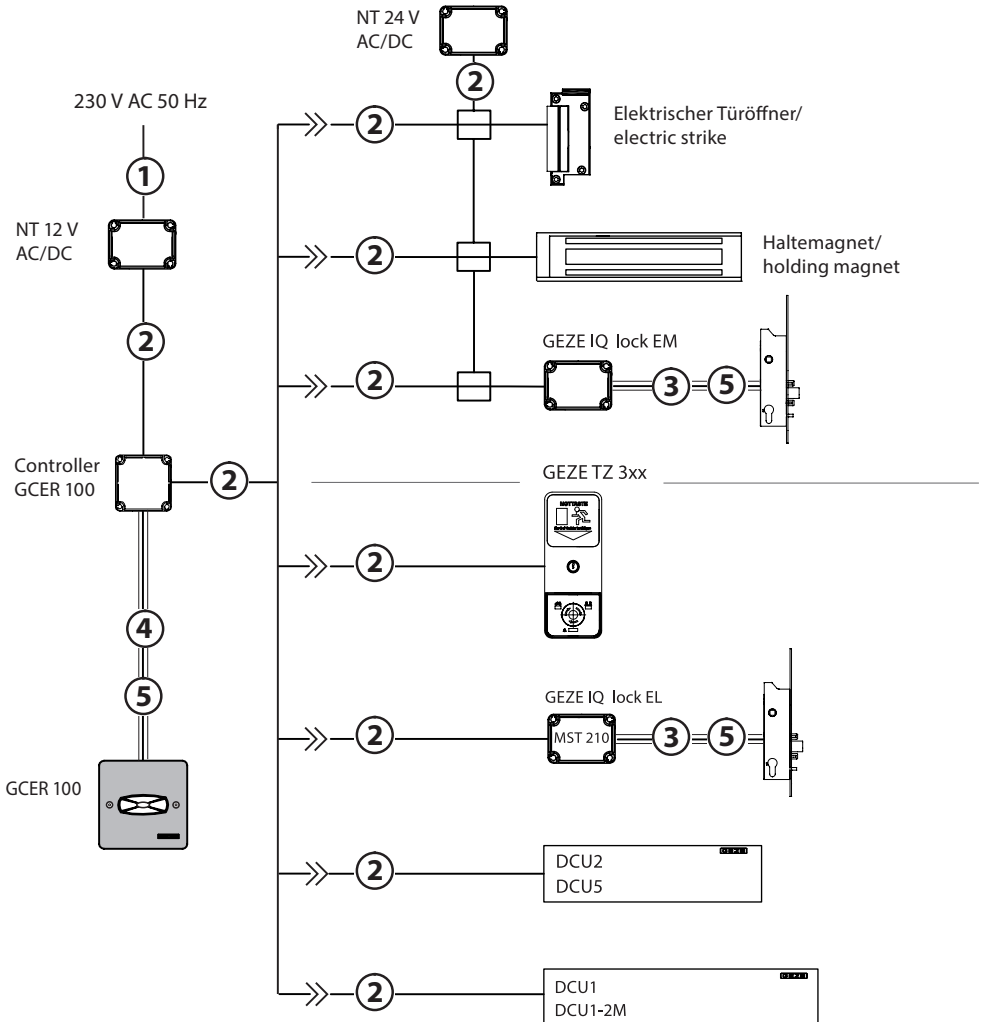 NT 24 V
AC/DC
2
230 V AC 50 Hz
2
Elektrischer Türöffner/
electric strike
1
NT 12 V
AC/DC
2
Haltemagnet/
holding magnet
2
GEZE IQ lock EM
2
3
5
Controller
GCER 100
2
GEZE TZ 3xx
NOTTASTE
2
4
5
GEZE IQ lock EL
2
MST 210
3
5
GCER 100
GEZE
2
DCU2
DCU5
GEZE
2
DCU1
DCU1-2M